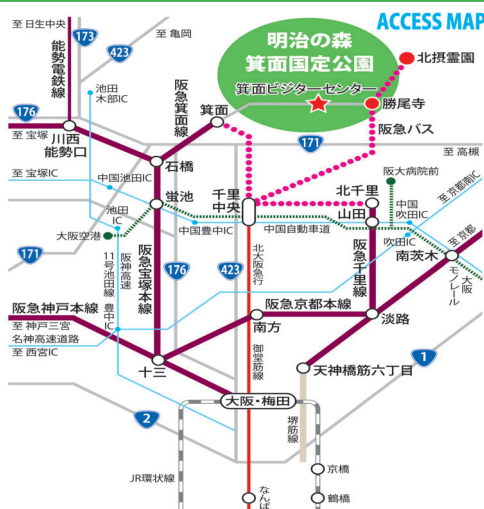 ACCESS MAP
至 日生中央
173
至 亀岡
423
能勢電鉄線
明治の森
箕面国定公園
箕面ビジターセンター
北摂霊園
勝尾寺
阪急バス
池田木部IC
阪急箕面線
箕面
176
至 宝塚
川西能勢口
171
至 高槻
石橋
至 宝塚IC
中国池田IC
阪大病院前
至 京都南IC
千里中央
北千里
山田
蛍池
池田IC
中国吹田IC
大阪空港
中国豊中IC
中国自動車道
吹田IC
至 京都
南茨木
大阪モノレール
171
阪神高速11号池田線
豊中IC
阪急宝塚本線
176
423
北大阪急行
阪急千里線
阪急神戸本線
阪急京都本線
至 神戸三宮
名神高速道路
至 西宮IC
南方
淡路
御堂筋線
十三
1
天神橋筋六丁目
2
大阪・梅田
堺筋線
JR環状線
京橋
なんば
鶴橋